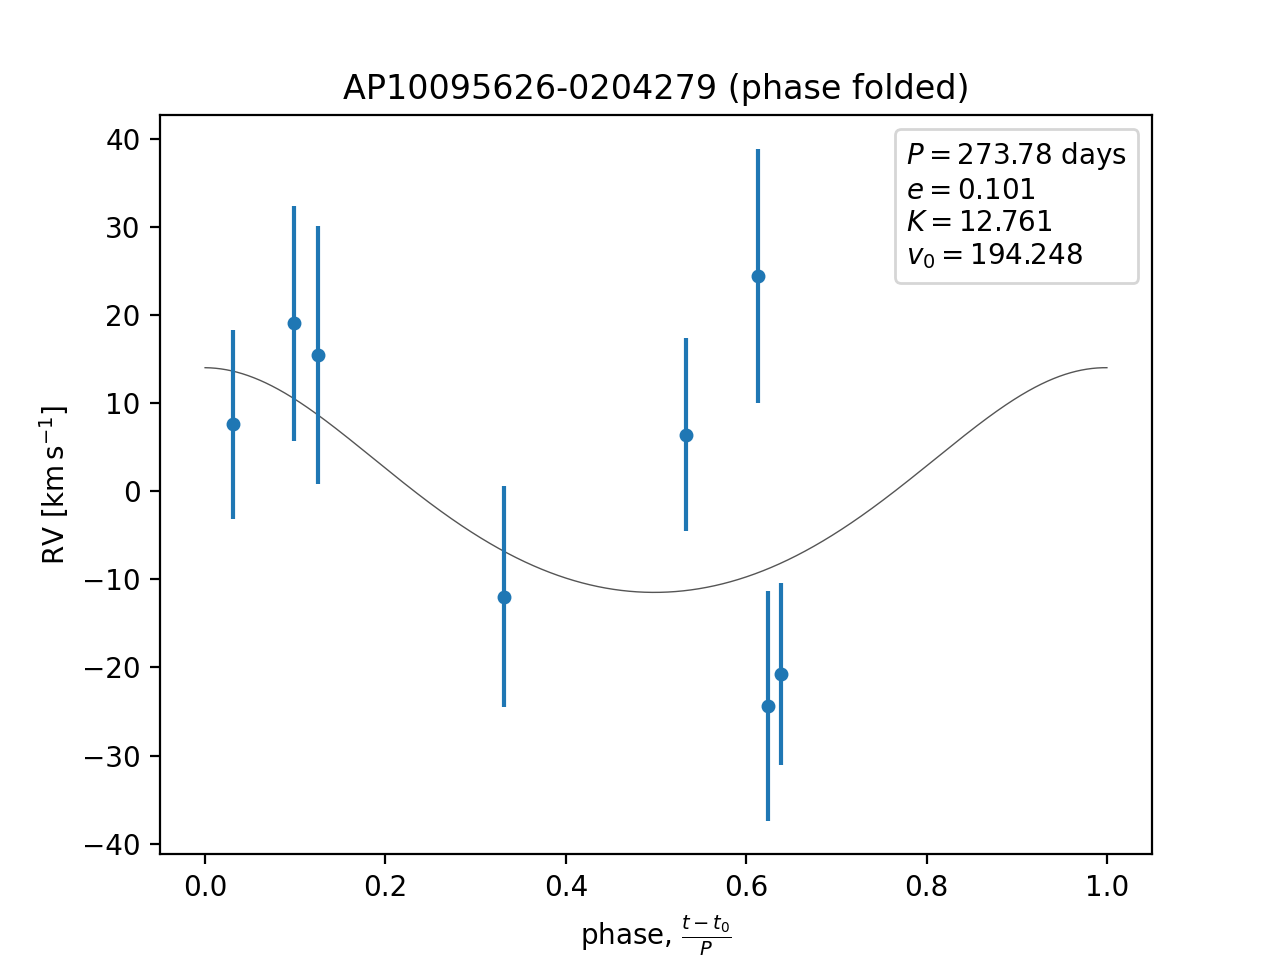 AP10095626-0204279 (phase folded)
P = 273.78 days
e = 0.101
K = 12.761
v₀ = 194.248
40
30
20
10
0
−10
−20
−30
−40
RV [km s⁻¹]
0.0 0.2 0.4 0.6 0.8 1.0
phase, (t − t₀)/P